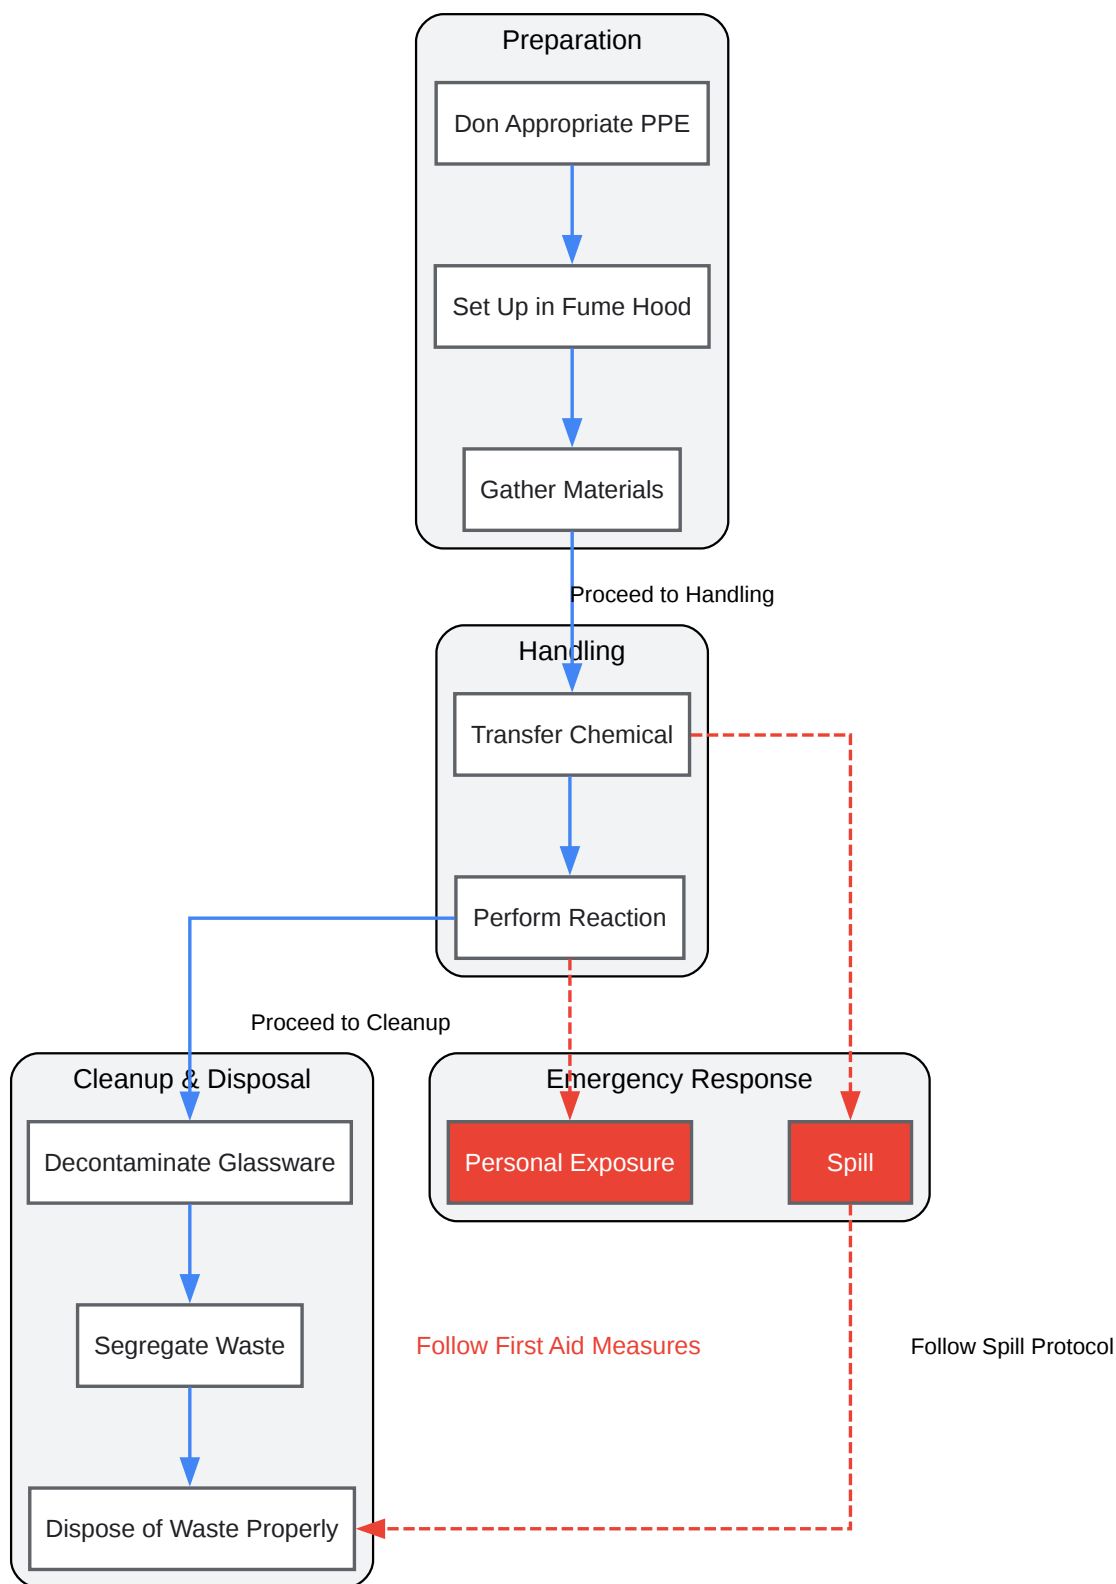 Preparation
Don Appropriate PPE
Set Up in Fume Hood
Gather Materials
Proceed to Handling
Handling
Transfer Chemical
Perform Reaction
Proceed to Cleanup
Cleanup & Disposal
Emergency Response
Decontaminate Glassware
Personal Exposure
Spill
Segregate Waste
Follow First Aid Measures
Follow Spill Protocol
Dispose of Waste Properly